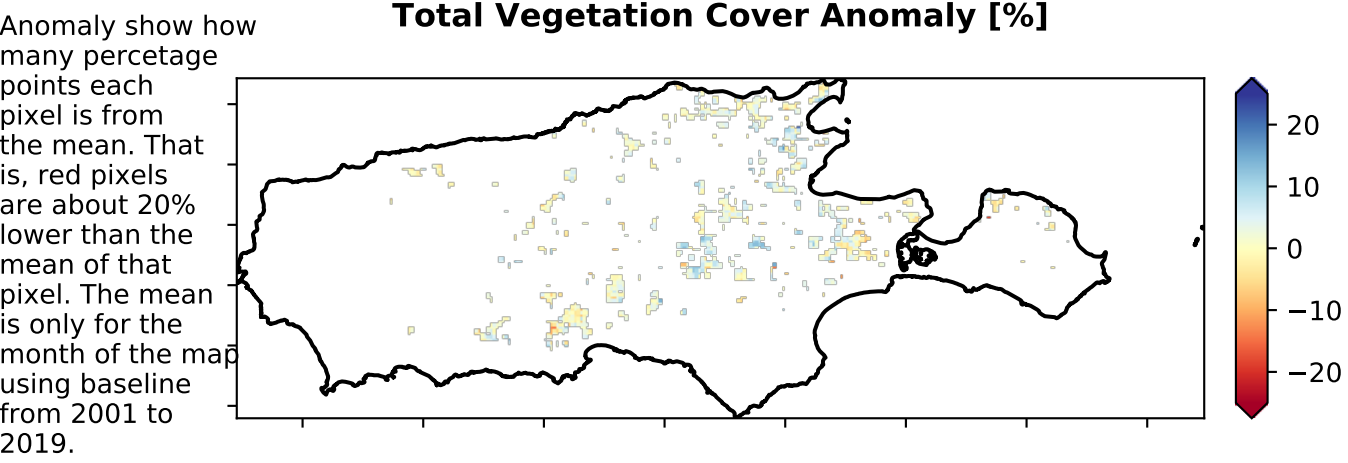 Total Vegetation Cover Anomaly [%]
Anomaly show how
many percetage
points each
pixel is from
the mean. That
is, red pixels
are about 20%
lower than the
mean of that
pixel. The mean
is only for the
month of the map
using baseline
from 2001 to
2019.
20
10
0
−10
−20